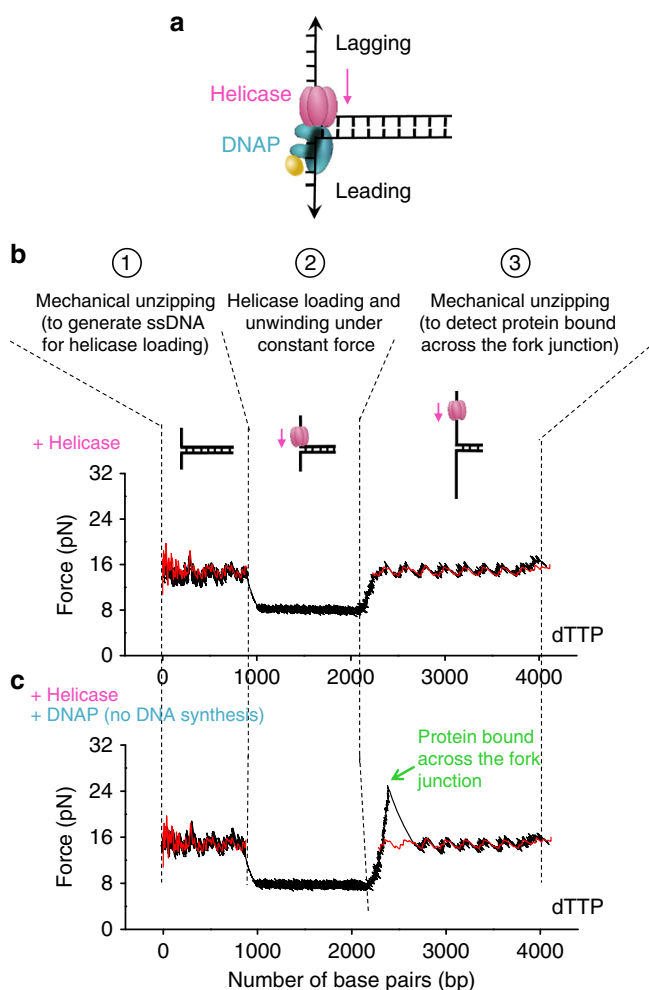 a
Lagging
Helicase
DNAP
Leading
b
1
2
3
Mechanical unzipping
(to generate ssDNA
for helicase loading)
Helicase loading and
unwinding under
constant force
Mechanical unzipping
(to detect protein bound
across the fork junction)
+ Helicase
32
24
16
8
0
Force (pN)
dTTP
0 1000 2000 3000 4000
c
+ Helicase
+ DNAP (no DNA synthesis)
32
24
16
8
0
Force (pN)
Protein bound
across the fork
junction
dTTP
0 1000 2000 3000 4000
Number of base pairs (bp)